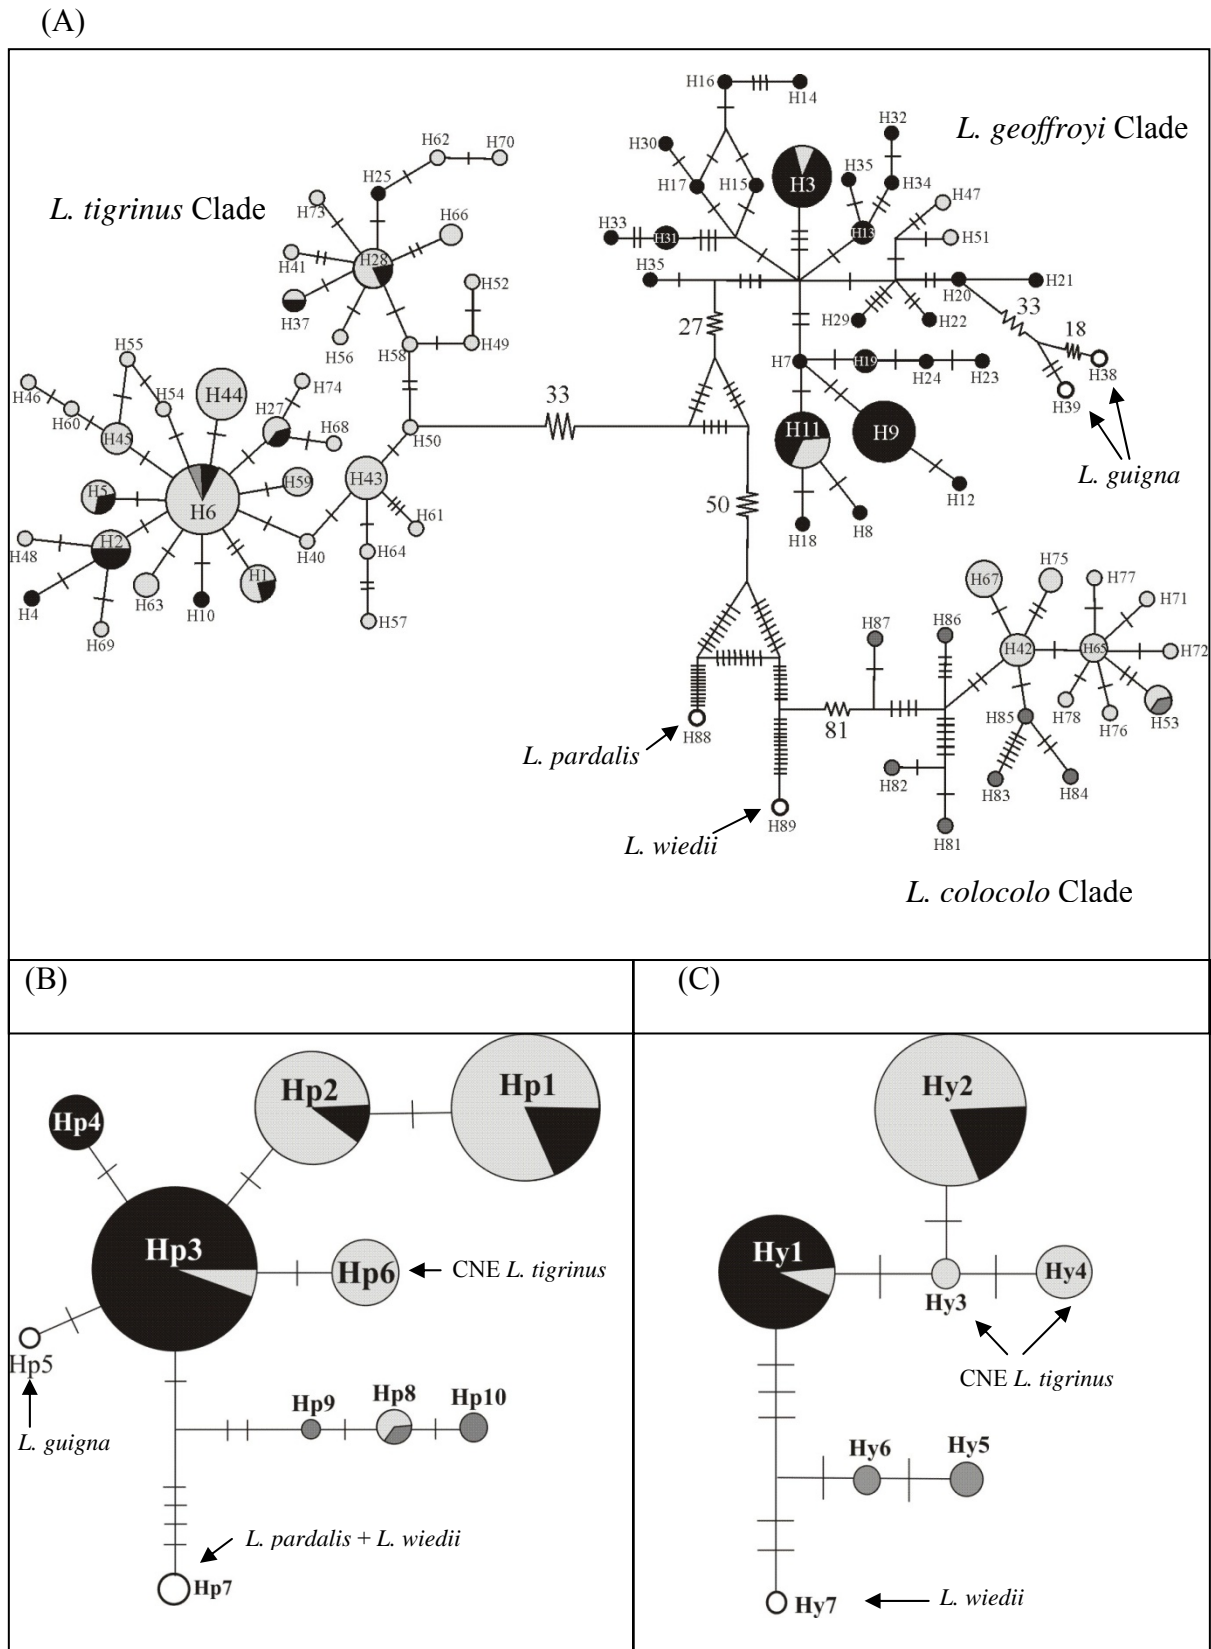 (A)
H16
H14
L. geoffroyi Clade
H32
H62
H70
H30
H35
H25
H3
H34
H17
H15
H47
L. tigrinus Clade
H73
H66
H33
H31
H13
H51
H41
H28
H35
H20
H21
H52
H37
27
H29
H22
33
18
H56
H58
H49
H7
H19
H24
H23
H38
H55
H39
H46
H54
H44
H74
33
H60
H27
H11
H9
H45
H68
H50
L. guigna
H5
H59
H43
H12
H6
50
H61
H8
H48
H2
H40
H18
H64
H75
H1
H67
H77
H4
H63
H10
H57
H71
H69
H87
H86
H42
H65
H72
H88
H85
H78
H76
H53
L. pardalis
81
H82
H83
H84
H89
L. wiedii
H81
L. colocolo Clade
(B)
Hp1
Hp2
Hp4
Hp3
Hp6
CNE L. tigrinus
Hp5
Hp9
Hp8
Hp10
L. guigna
L. pardalis + L. wiedii
Hp7
(C)
Hy2
Hy1
Hy4
Hy3
CNE L. tigrinus
Hy6
Hy5
Hy7
L. wiedii